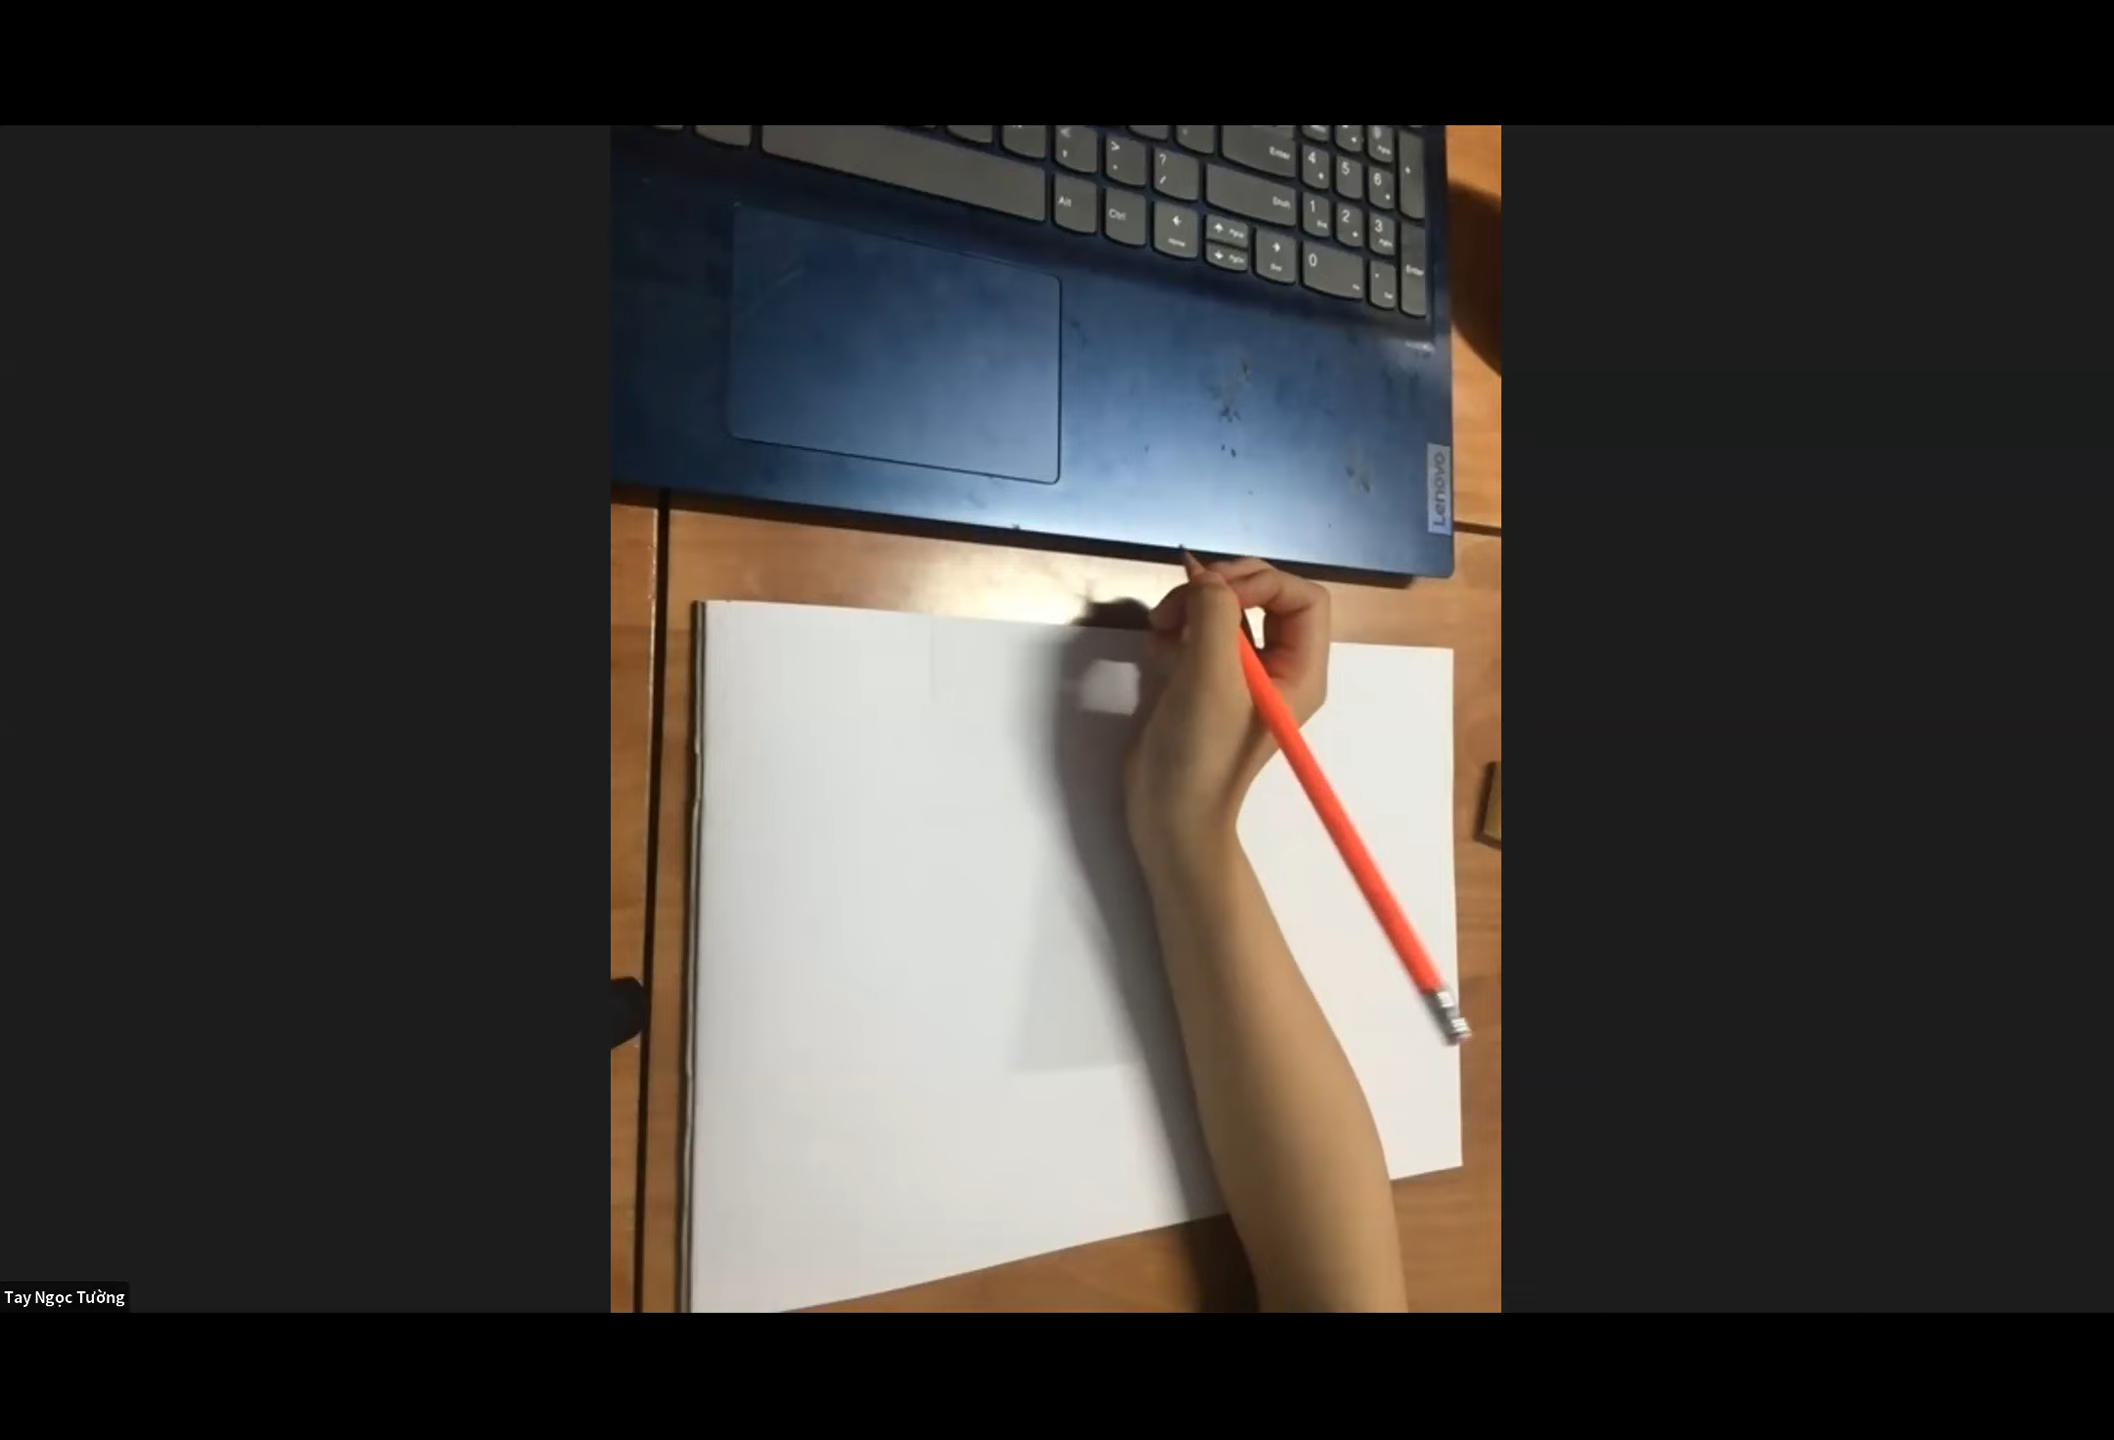 Enter
4
5
6
+
>
.
?
/
Shift
1
2
3
Alt
Ctrl
0
.
Enter
Lenovo
Tay Ngọc Tường